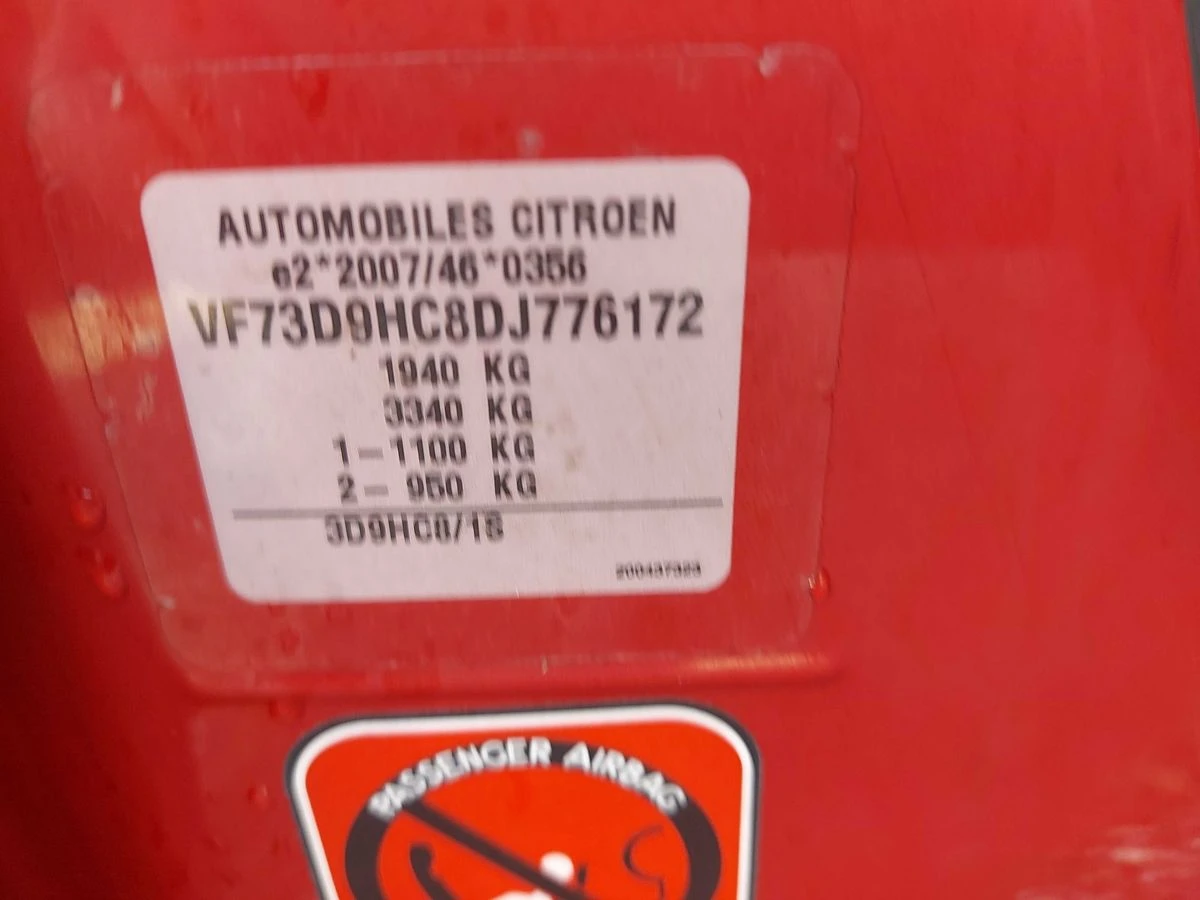 AUTOMOBILES CITROEN
e2*2007/46*0356
VF73D9HC8DJ776172
1940 KG
3340 KG
1-1100 KG
2- 950 KG
3D9HC8/1S
PASSENGER AIRBAG